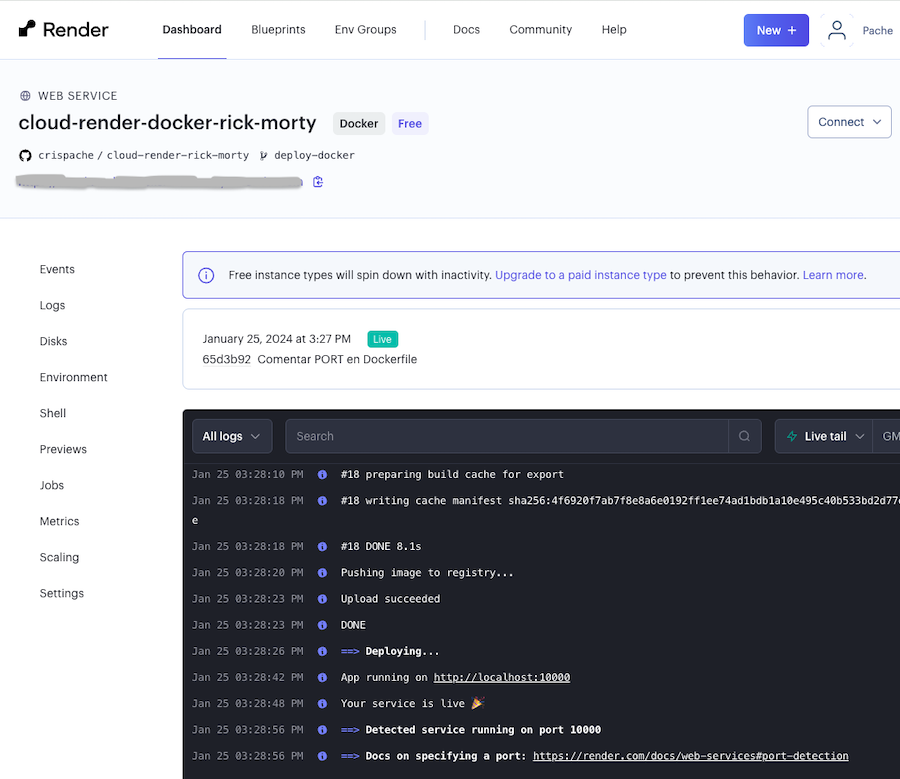 Render Dashboard Blueprints Env Groups Docs Community Help New + Pache
WEB SERVICE
cloud-render-docker-rick-morty Docker Free Connect
crispache / cloud-render-rick-morty deploy-docker
Events
Logs
Disks
Environment
Shell
Previews
Jobs
Metrics
Scaling
Settings
Free instance types will spin down with inactivity. Upgrade to a paid instance type to prevent this behavior. Learn more.
January 25, 2024 at 3:27 PM Live
65d3b92 Comentar PORT en Dockerfile
All logs Search Live tail GM
Jan 25 03:28:10 PM #18 preparing build cache for export
Jan 25 03:28:18 PM #18 writing cache manifest sha256:4f6920f7ab7f8e8a6e0192ff1ee74ad1bdb1a10e495c40b533bd2d77
e
Jan 25 03:28:18 PM #18 DONE 8.1s
Jan 25 03:28:20 PM Pushing image to registry...
Jan 25 03:28:23 PM Upload succeeded
Jan 25 03:28:23 PM DONE
Jan 25 03:28:26 PM ==> Deploying...
Jan 25 03:28:42 PM App running on http://localhost:10000
Jan 25 03:28:48 PM Your service is live 🎉
Jan 25 03:28:56 PM ==> Detected service running on port 10000
Jan 25 03:28:56 PM ==> Docs on specifying a port: https://render.com/docs/web-services#port-detection